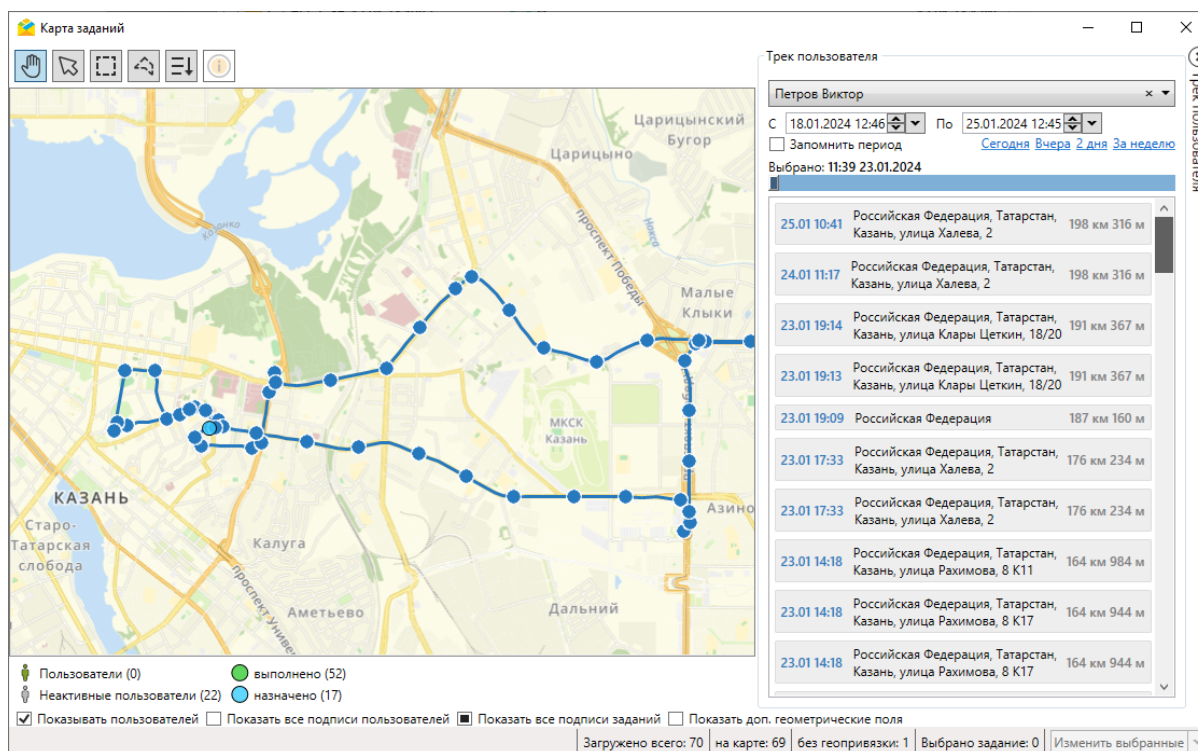 Карта заданий
Царицынский
Бугор
Царицыно
Казанка
Нокса
проспект Победы
Малые
Клыки
МКСК
Казань
КАЗАНЬ
Азино
Старо-
Татарская
слобода
Калуга
Аметьево
Дальний
Пользователи (0)
выполнено (52)
Неактивные пользователи (22)
назначено (17)
Показывать пользователей
Показать все подписи пользователей
Показать все подписи заданий
Показать доп. геометрические поля
Трек пользователя
Петров Виктор
С 18.01.2024 12:46 По 25.01.2024 12:45
Запомнить период
Сегодня Вчера 2 дня За неделю
Выбрано: 11:39 23.01.2024
25.01 10:41 Российская Федерация, Татарстан, 198 км 316 м
Казань, улица Халева, 2
24.01 11:17 Российская Федерация, Татарстан, 198 км 316 м
Казань, улица Халева, 2
23.01 19:14 Российская Федерация, Татарстан, 191 км 367 м
Казань, улица Клары Цеткин, 18/20
23.01 19:13 Российская Федерация, Татарстан, 191 км 367 м
Казань, улица Клары Цеткин, 18/20
23.01 19:09 Российская Федерация 187 км 160 м
23.01 17:33 Российская Федерация, Татарстан, 176 км 234 м
Казань, улица Халева, 2
23.01 17:33 Российская Федерация, Татарстан, 176 км 234 м
Казань, улица Халева, 2
23.01 14:18 Российская Федерация, Татарстан, 164 км 984 м
Казань, улица Рахимова, 8 К11
23.01 14:18 Российская Федерация, Татарстан, 164 км 944 м
Казань, улица Рахимова, 8 К17
23.01 14:18 Российская Федерация, Татарстан, 164 км 944 м
Казань, улица Рахимова, 8 К17
Загружено всего: 70
на карте: 69
без геопривязки: 1
Выбрано задание: 0
Изменить выбранные